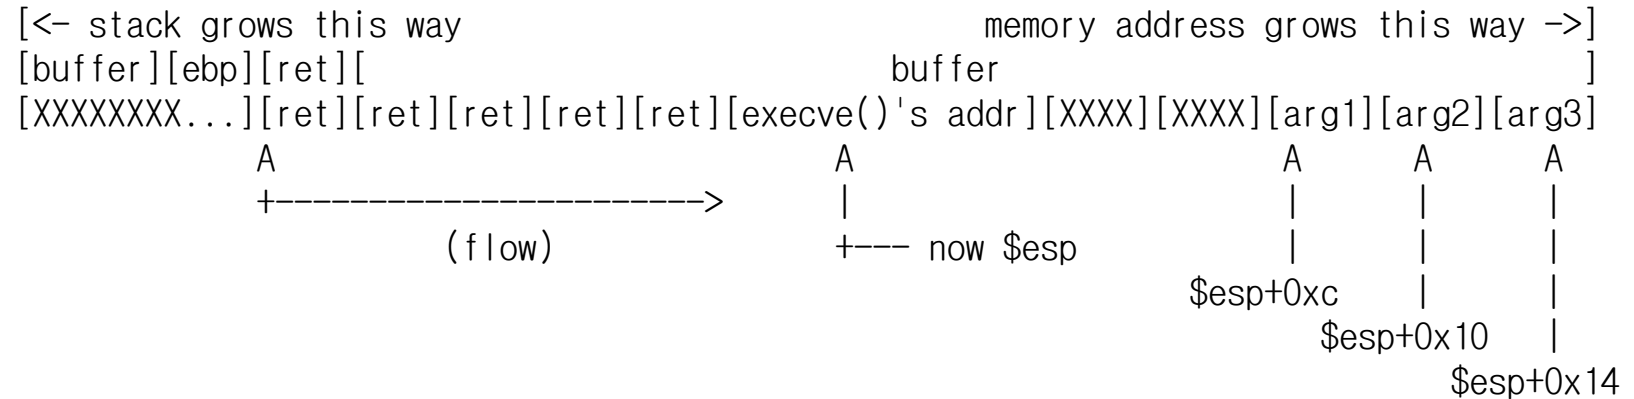 [<- stack grows this way                            memory address grows this way ->]
[buffer][ebp][ret][                            buffer                               ]
[XXXXXXXX...][ret][ret][ret][ret][ret][execve()'s addr][XXXX][XXXX][arg1][arg2][arg3]
             A                              A                       A      A      A
             +----------------------->      |                       |      |      |
                      (flow)                +--- now $esp           |      |      |
                                                               $esp+0xc    |      |
                                                                      $esp+0x10   |
                                                                             $esp+0x14